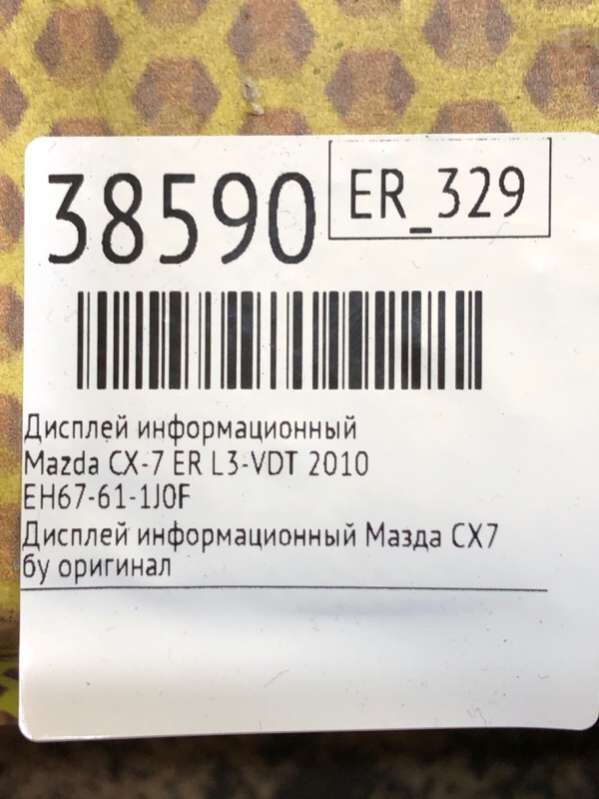 38590
ER_329
Дисплей информационный
Mazda CX-7 ER L3-VDT 2010
EH67-61-1J0F
Дисплей информационный Мазда CX7
бу оригинал